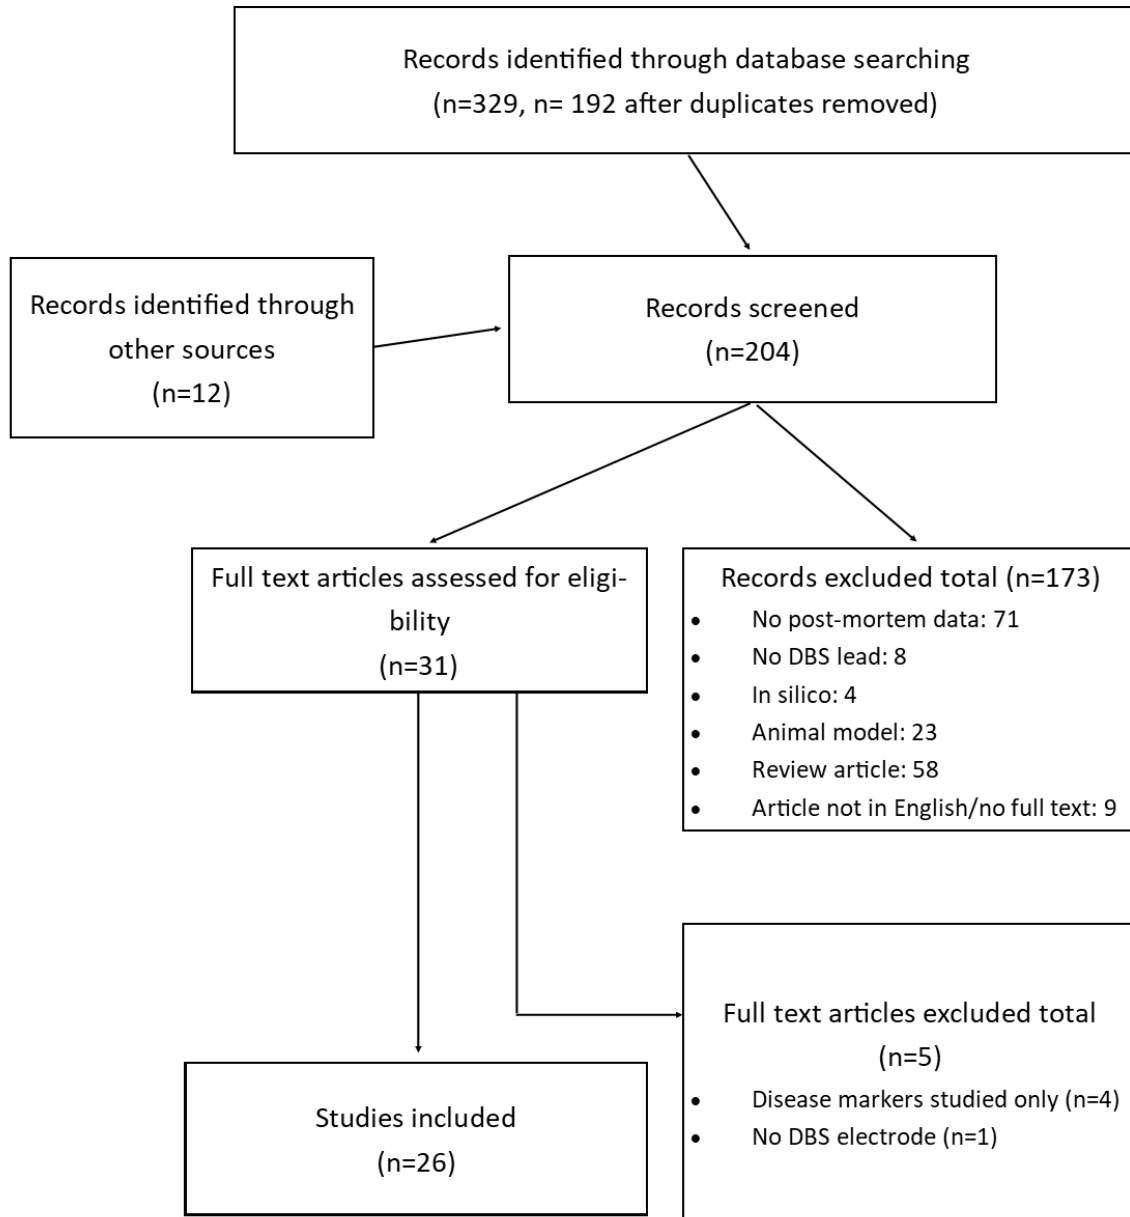 Records identified through database searching
(n=329, n= 192 after duplicates removed)
Records identified through
other sources
(n=12)
Records screened
(n=204)
Full text articles assessed for eligi-
bility
(n=31)
Records excluded total (n=173)
• No post-mortem data: 71
• No DBS lead: 8
• In silico: 4
• Animal model: 23
• Review article: 58
• Article not in English/no full text: 9
Full text articles excluded total
(n=5)
• Disease markers studied only (n=4)
• No DBS electrode (n=1)
Studies included
(n=26)